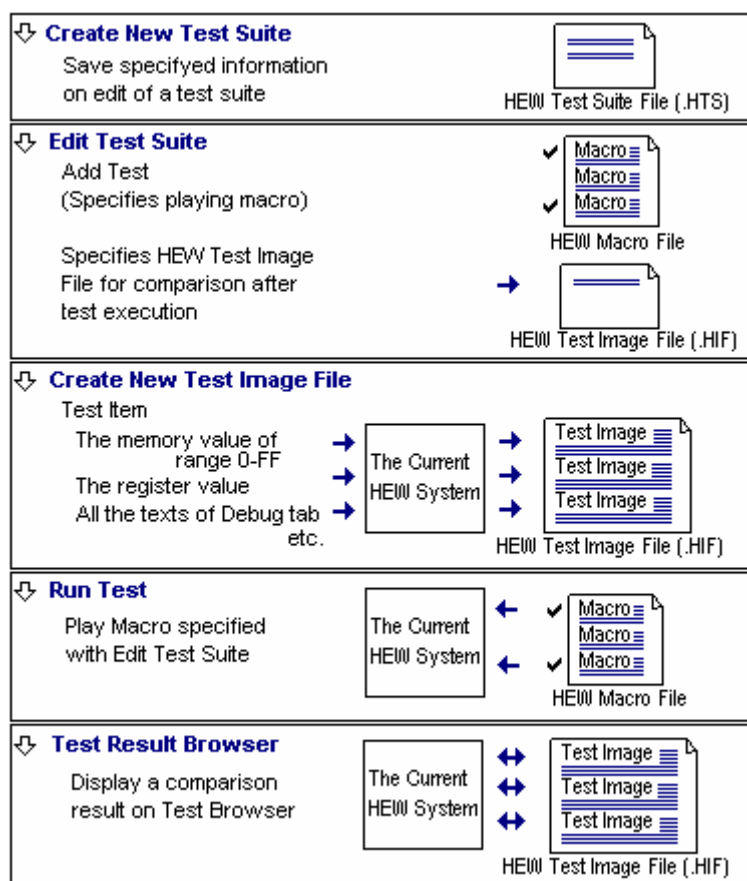 Create New Test Suite
Save specifyed information
on edit of a test suite
HEW Test Suite File (.HTS)
Edit Test Suite
Add Test
(Specifies playing macro)
Macro
Macro
Macro
HEW Macro File
Specifies HEW Test Image
File for comparison after
test execution
HEW Test Image File (.HIF)
Create New Test Image File
Test Item
The memory value of
range 0-FF
The register value
All the texts of Debug tab
etc.
The Current
HEW System
Test Image
Test Image
Test Image
HEW Test Image File (.HIF)
Run Test
Play Macro specified
with Edit Test Suite
The Current
HEW System
Macro
Macro
Macro
HEW Macro File
Test Result Browser
Display a comparison
result on Test Browser
The Current
HEW System
Test Image
Test Image
Test Image
HEW Test Image File (.HIF)